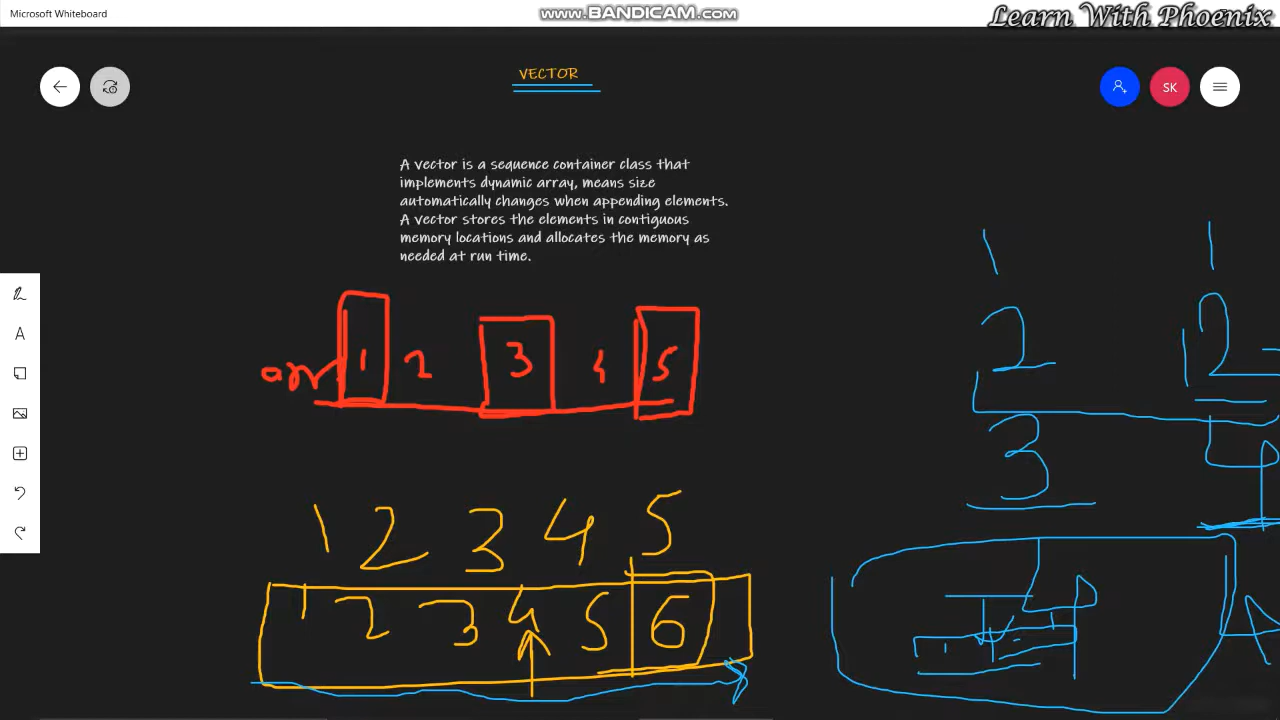 Microsoft Whiteboard
www.BANDICAM.com
Learn With Phoenix
VECTOR
SK
A vector is a sequence container class that
implements dynamic array, means size
automatically changes when appending elements.
A vector stores the elements in contiguous
memory locations and allocates the memory as
needed at run time.
A
1 1
2 2
arr 1 2 3 4 5
3 4
1 2 3 4 5
1 2 3 4 5 6